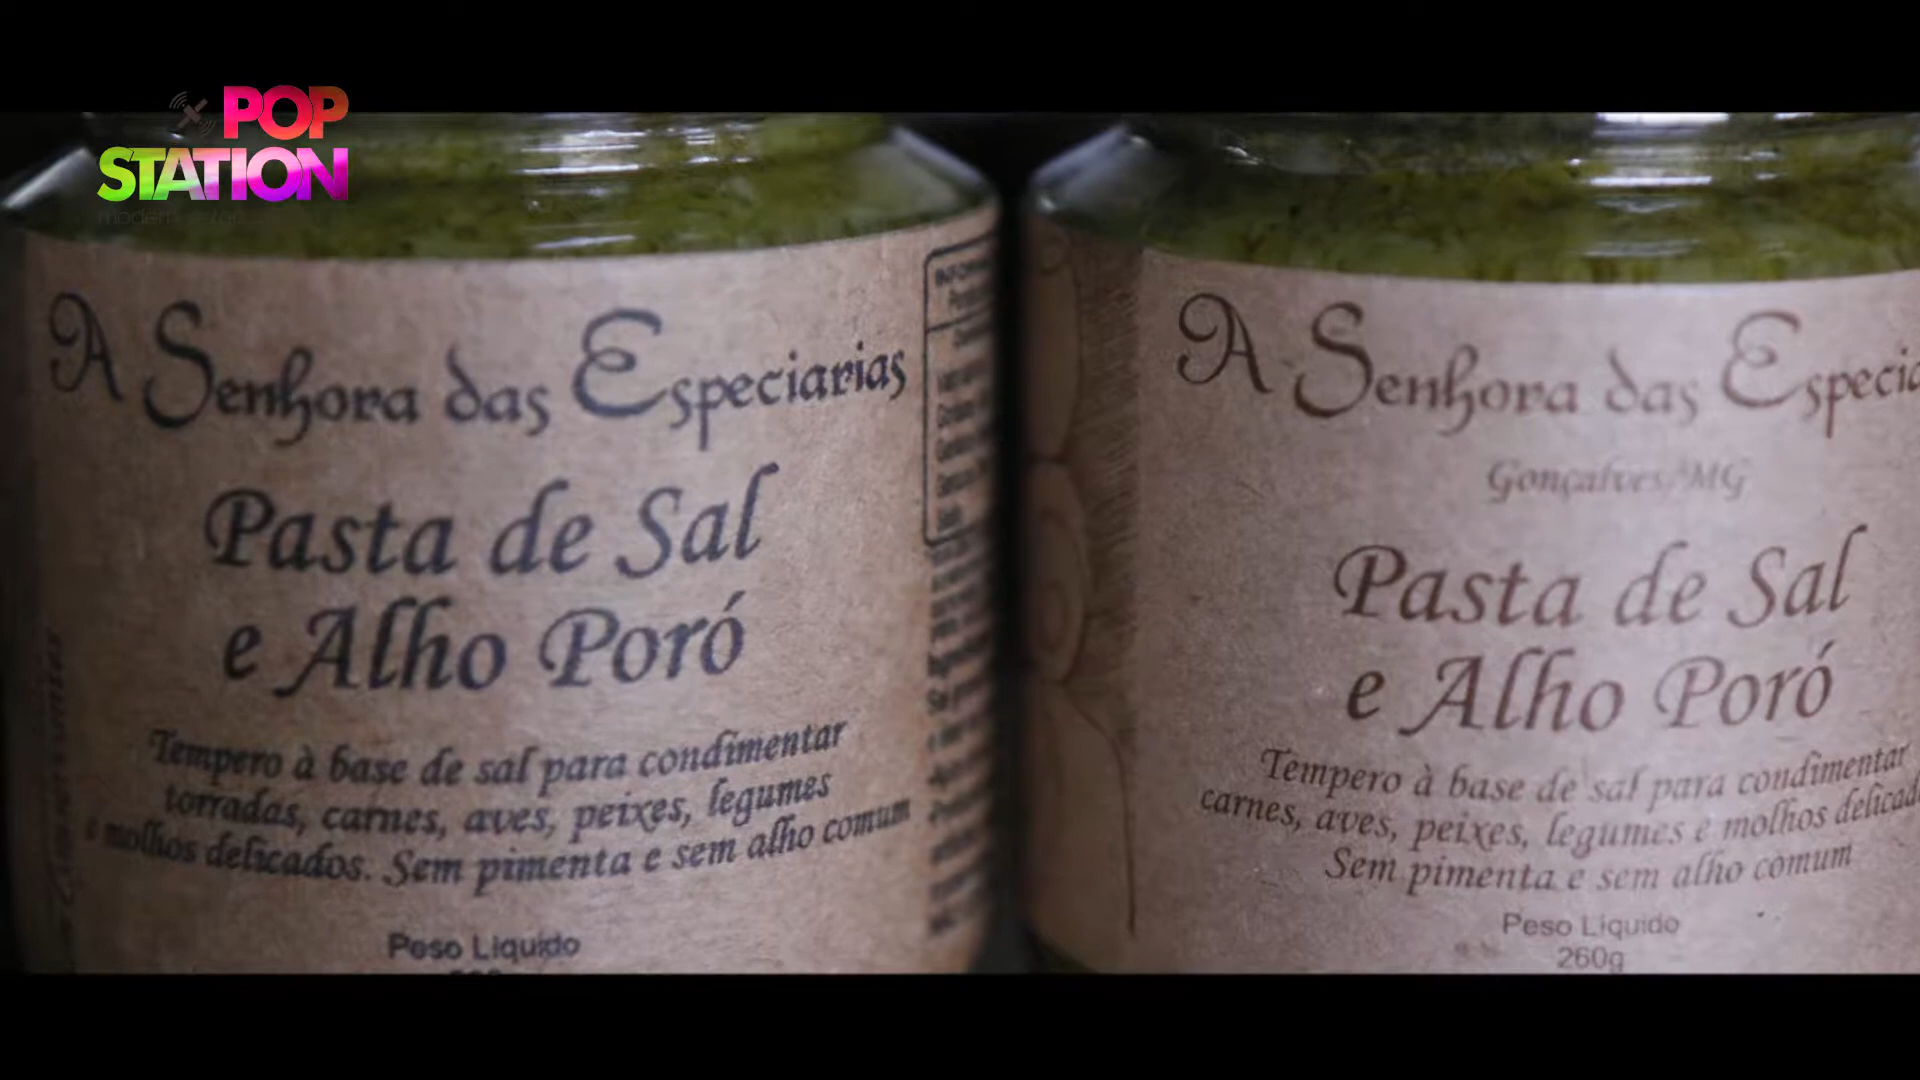 POP
STATION
A Senhora das Especiarias
Pasta de Sal
e Alho Poró
Tempero à base de sal para condimentar
torradas, carnes, aves, peixes, legumes
e molhos delicados. Sem pimenta e sem alho comum
Peso Líquido
A Senhora das Especia
Gonçalves/MG
Pasta de Sal
e Alho Poró
Tempero à base de sal para condimentar
carnes, aves, peixes, legumes e molhos delicad
Sem pimenta e sem alho comum
Peso Líquido
260g